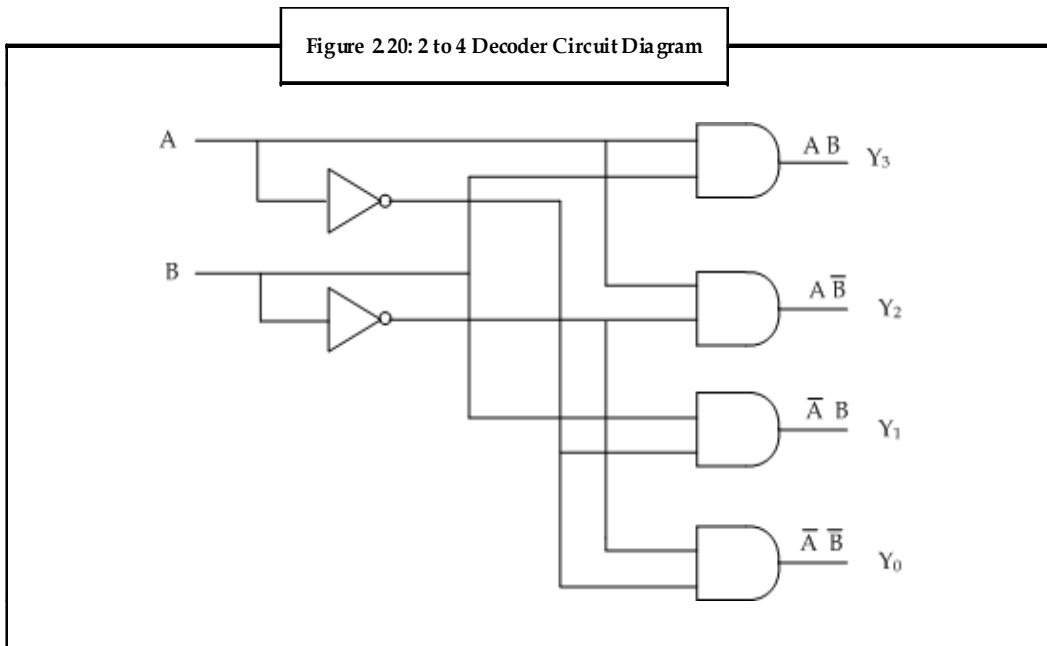 Figure 2.20: 2 to 4 Decoder Circuit Diagram
A
A B Y₃
B
A B̅ Y₂
A̅ B Y₁
A̅ B̅ Y₀